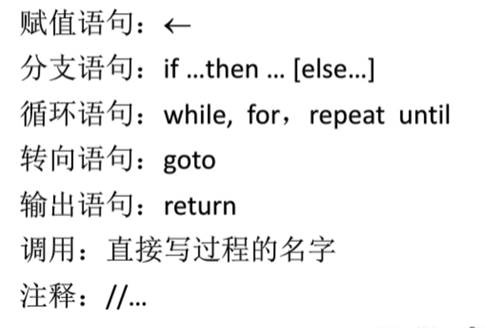 赋值语句：←
分支语句：if ...then ... [else...]
循环语句：while, for，repeat until
转向语句：goto
输出语句：return
调用：直接写过程的名字
注释：//...